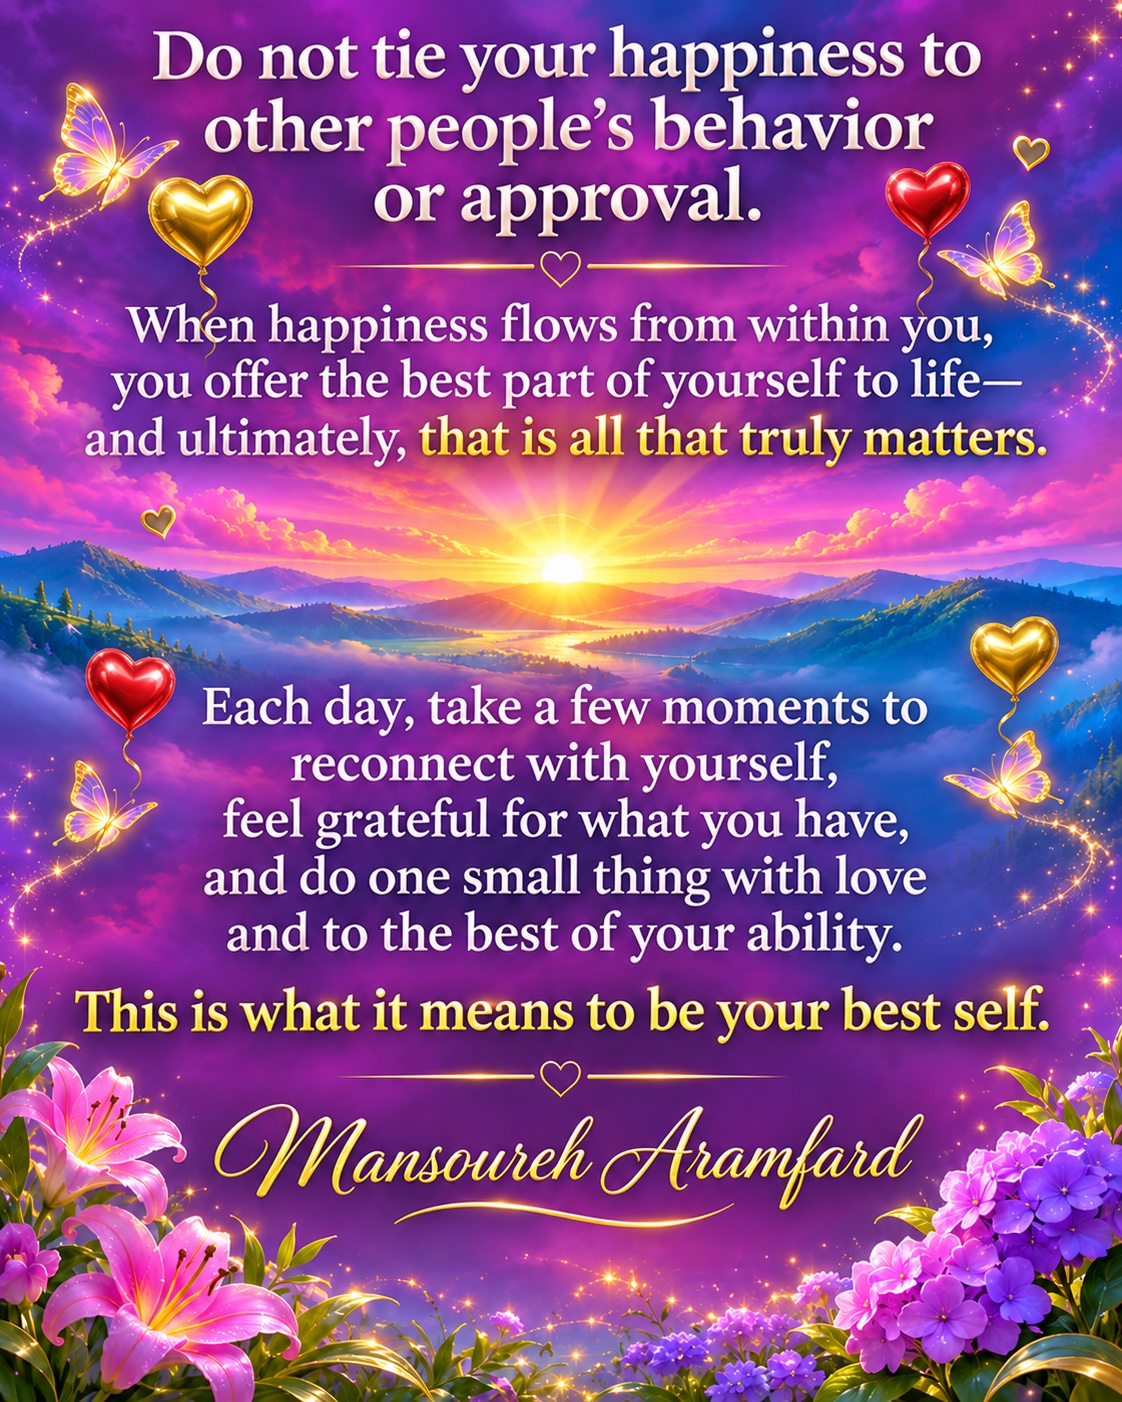 Do not tie your happiness to
other people’s behavior
or approval.
When happiness flows from within you,
you offer the best part of yourself to life—
and ultimately, that is all that truly matters.
Each day, take a few moments to
reconnect with yourself,
feel grateful for what you have,
and do one small thing with love
and to the best of your ability.
This is what it means to be your best self.
Mansoureh Aramfard